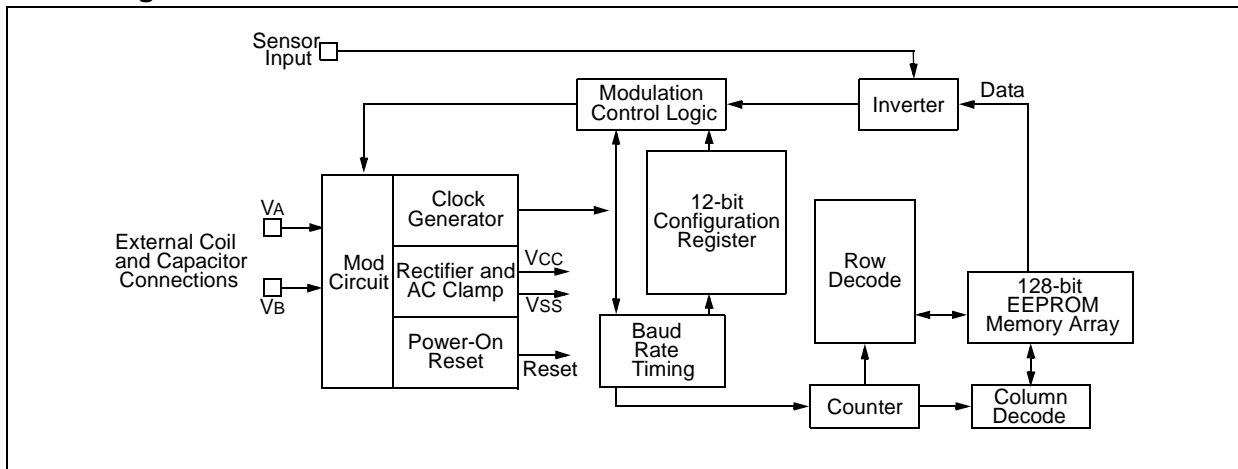 Sensor
Input
Modulation
Control Logic
Inverter
Data
Clock
Generator
12-bit
Configuration
Register
VA
External Coil
and Capacitor
Connections
VB
Mod
Circuit
Rectifier and
AC Clamp
VCC
VSS
Power-On
Reset
Reset
Baud
Rate
Timing
Row
Decode
128-bit
EEPROM
Memory Array
Counter
Column
Decode